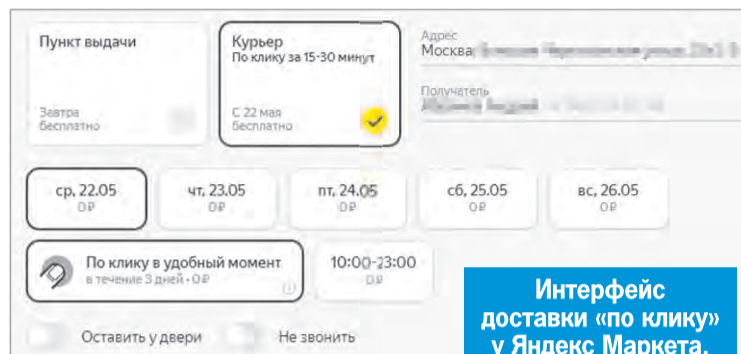 Пункт выдачи
Завтра
бесплатно
Курьер
По клику за 15-30 минут
С 22 мая
бесплатно
Адрес
Москва,
Получатель
ср, 22.05
0 ₽
чт, 23.05
0 ₽
пт, 24.05
0 ₽
сб, 25.05
0 ₽
вс, 26.05
0 ₽
По клику в удобный момент
в течение 3 дней • 0 ₽
10:00-23:00
0 ₽
Оставить у двери
Не звонить
Интерфейс
доставки «по клику»
у Яндекс Маркета.